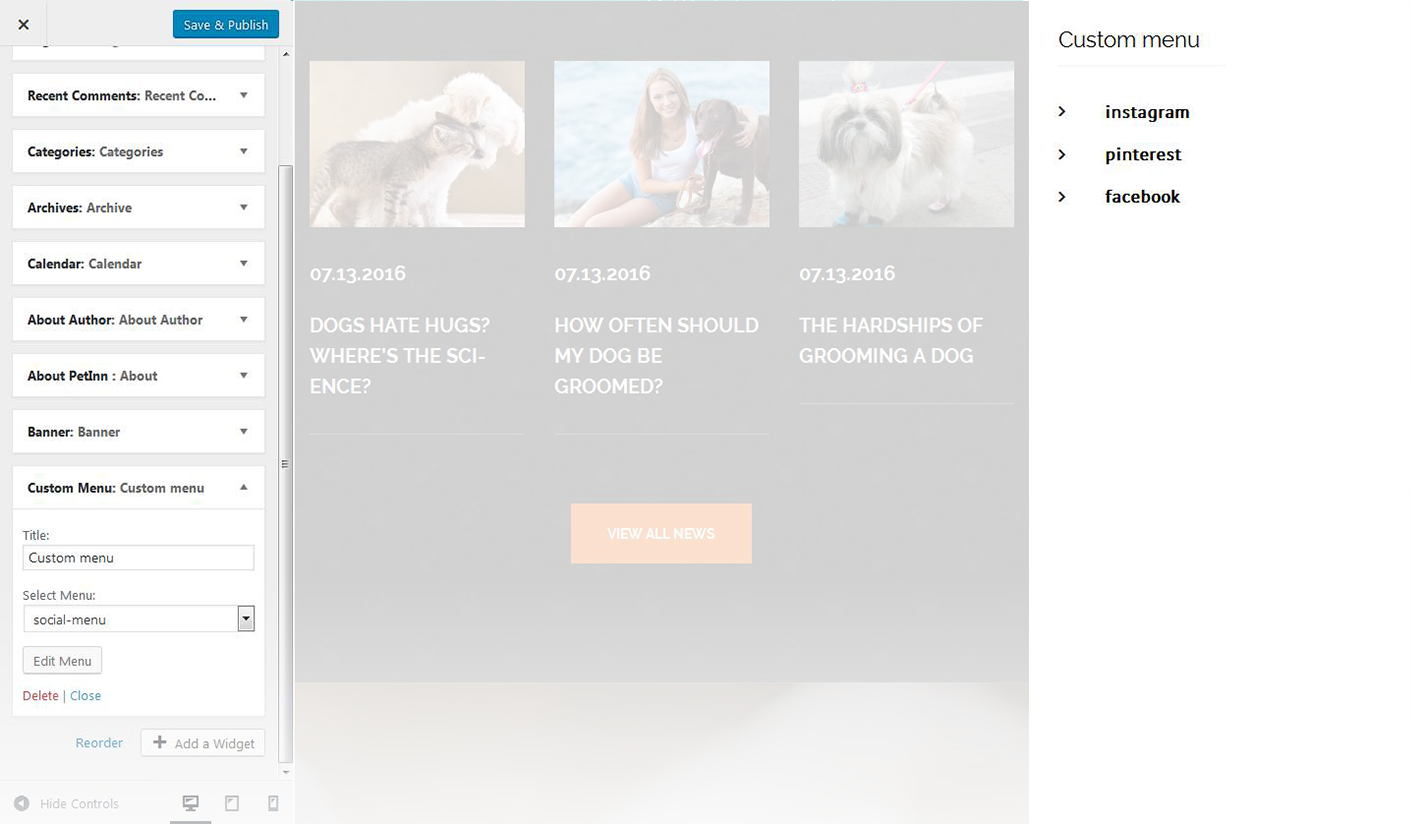 Save & Publish
Recent Comments: Recent Co...
Categories: Categories
Archives: Archive
Calendar: Calendar
About Author: About Author
About PetInn : About
Banner: Banner
Custom Menu: Custom menu
Title:
Custom menu
Select Menu:
social-menu
Edit Menu
Delete | Close
Reorder
Add a Widget
Hide Controls
07.13.2016
DOGS HATE HUGS?
WHERE'S THE SCI-
ENCE?
07.13.2016
HOW OFTEN SHOULD
MY DOG BE
GROOMED?
07.13.2016
THE HARDSHIPS OF
GROOMING A DOG
VIEW ALL NEWS
Custom menu
instagram
pinterest
facebook